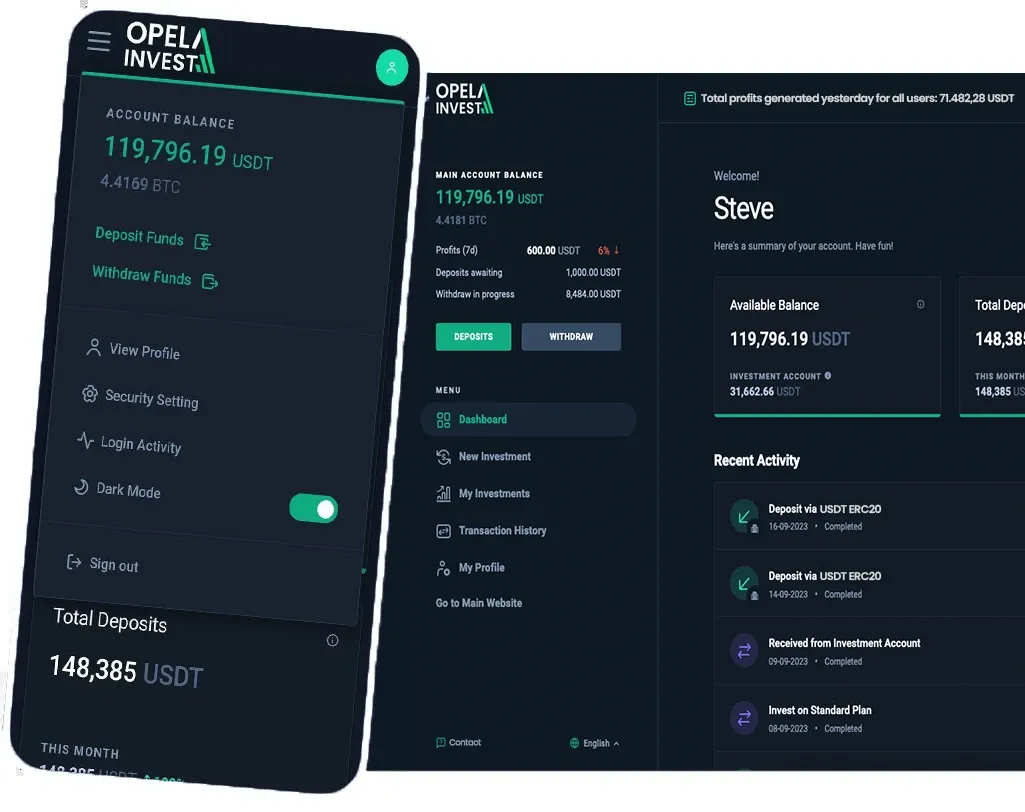 OPELA
INVEST
ACCOUNT BALANCE
119,796.19 USDT
4.4169 BTC
Deposit Funds
Withdraw Funds
View Profile
Security Setting
Login Activity
Dark Mode
Sign out
Total Deposits
148,385 USDT
THIS MONTH
148,385 USDT
OPELA
INVEST
MAIN ACCOUNT BALANCE
119,796.19 USDT
4.4181 BTC
Profits (7d) 600.00 USDT 6% ↓
Deposits awaiting 1,000.00 USDT
Withdraw in progress 8,484.00 USDT
DEPOSITS WITHDRAW
MENU
Dashboard
New Investment
My Investments
Transaction History
My Profile
Go to Main Website
Contact English
Total profits generated yesterday for all users: 71.482,28 USDT
Welcome!
Steve
Here's a summary of your account. Have fun!
Available Balance
119,796.19 USDT
INVESTMENT ACCOUNT
31,662.66 USDT
Total Depo
148,385
THIS MONTH
148,385 US
Recent Activity
Deposit via USDT ERC20
16-09-2023 • Completed
Deposit via USDT ERC20
14-09-2023 • Completed
Received from Investment Account
09-09-2023 • Completed
Invest on Standard Plan
08-09-2023 • Completed